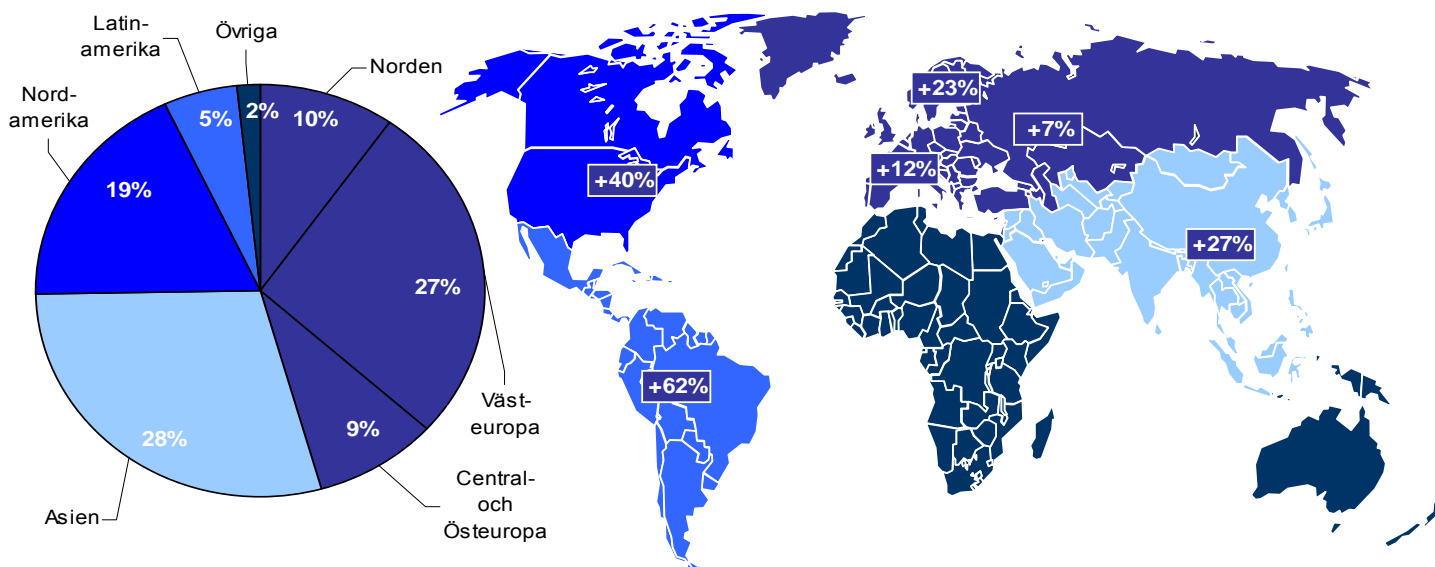 Latin-
amerika
Övriga
Norden
Nord-
amerika
5%
2%
10%
19%
27%
Väst-
europa
9%
28%
Central-
och
Östeuropa
Asien
+23%
+7%
+12%
+40%
+27%
+62%